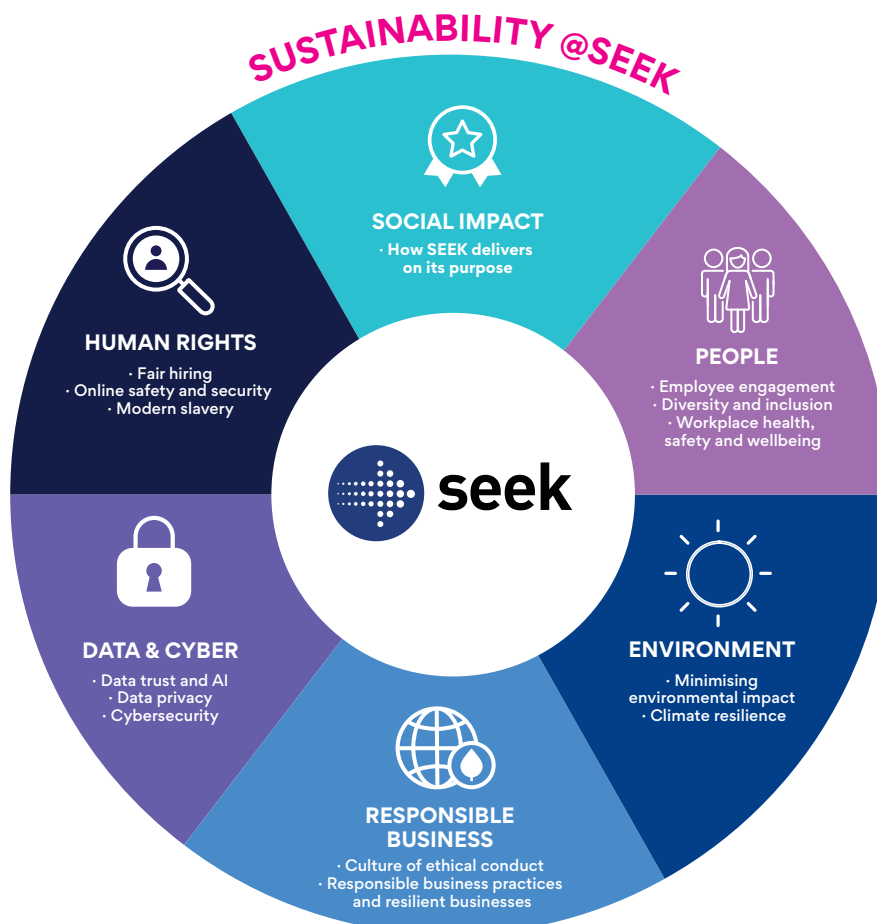 SUSTAINABILITY @SEEK
SOCIAL IMPACT
· How SEEK delivers
on its purpose
PEOPLE
· Employee engagement
· Diversity and inclusion
· Workplace health,
safety and wellbeing
ENVIRONMENT
· Minimising
environmental impact
· Climate resilience
RESPONSIBLE
BUSINESS
· Culture of ethical conduct
· Responsible business practices
and resilient businesses
DATA & CYBER
· Data trust and AI
· Data privacy
· Cybersecurity
HUMAN RIGHTS
· Fair hiring
· Online safety and security
· Modern slavery
seek